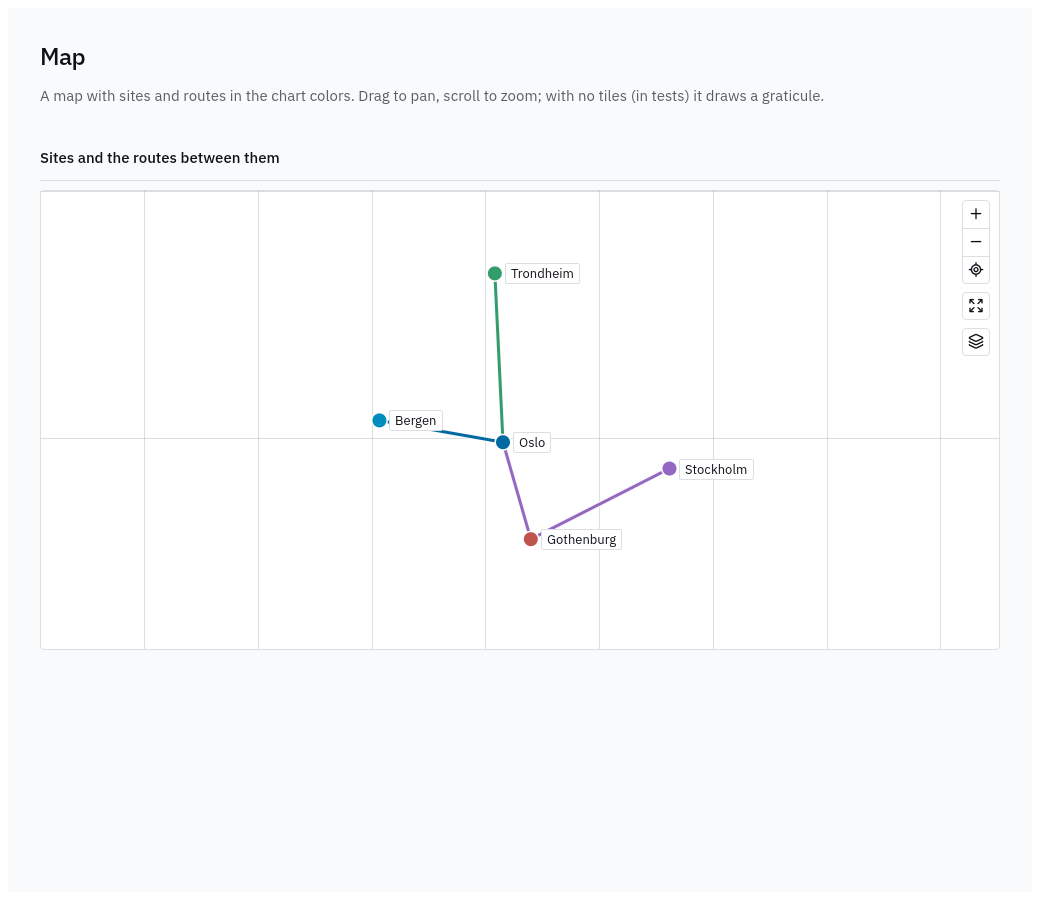 Map
A map with sites and routes in the chart colors. Drag to pan, scroll to zoom; with no tiles (in tests) it draws a graticule.
Sites and the routes between them
Trondheim
Bergen
Oslo
Stockholm
Gothenburg